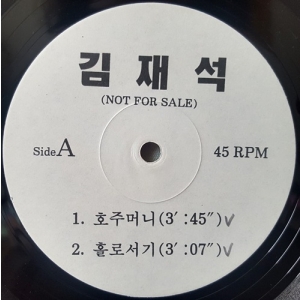 김재석
(NOT FOR SALE)
Side A 45 RPM
1. 호주머니(3′:45″)✓
2. 홀로서기(3′:07″)✓